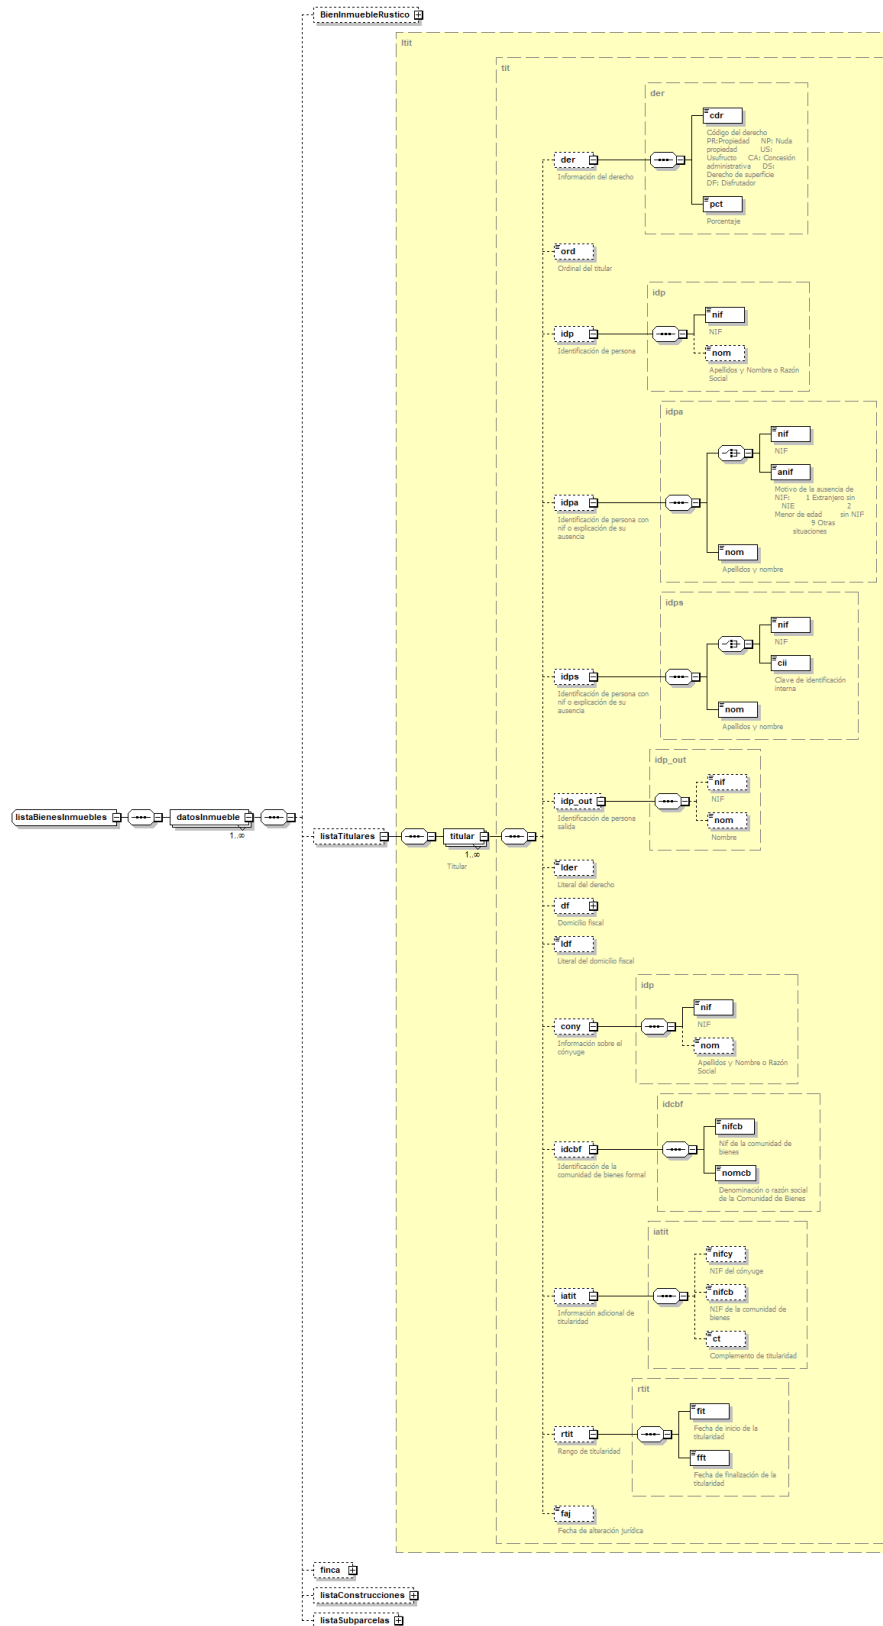 BienInmuebleRustico
ltit
tit
der
cdr
Código del derecho
PR:Propiedad NP: Nuda
propiedad US:
Usufructo CA: Concesión
administrativa DS:
Derecho de superficie
DF: Disfrutador
der
Información del derecho
pct
Porcentaje
ord
Ordinal del titular
idp
nif
NIF
idp
Identificación de persona
nom
Apellidos y Nombre o Razón
Social
idpa
nif
NIF
anif
Motivo de la ausencia de
NIF: 1 Extranjero sin
NIE 2
Menor de edad sin NIF
9 Otras
situaciones
idpa
Identificación de persona con
nif o explicación de su
ausencia
nom
Apellidos y nombre
idps
nif
NIF
cii
Clave de identificación
interna
idps
Identificación de persona con
nif o explicación de su
ausencia
nom
Apellidos y nombre
idp_out
nif
NIF
idp_out
Identificación de persona
salida
nom
Nombre
listaBienesInmuebles
datosInmueble
1..∞
listaTitulares
titular
1..∞
Titular
lder
Literal del derecho
df
Domicilio fiscal
ldf
Literal del domicilio fiscal
idp
nif
NIF
cony
Información sobre el
cónyuge
nom
Apellidos y Nombre o Razón
Social
idcbf
nifcb
Nif de la comunidad de
bienes
idcbf
Identificación de la
comunidad de bienes formal
nomcb
Denominación o razón social
de la Comunidad de Bienes
iatit
nifcy
NIF del cónyuge
iatit
Información adicional de
titularidad
nifcb
NIF de la comunidad de
bienes
ct
Complemento de titularidad
rtit
fit
Fecha de inicio de la
titularidad
rtit
Rango de titularidad
fft
Fecha de finalización de la
titularidad
faj
Fecha de alteración jurídica
finca
listaConstrucciones
listaSubparcelas